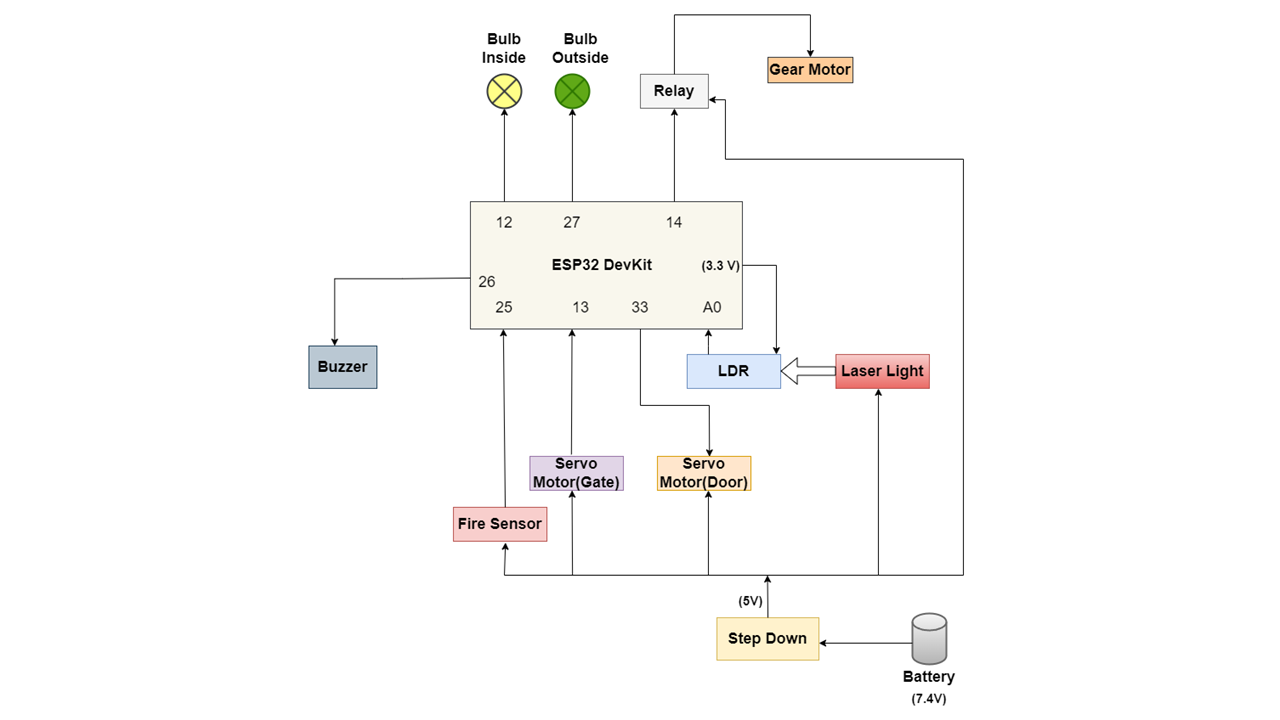 Bulb
Inside
Bulb
Outside
Gear Motor
Relay
12
27
14
ESP32 DevKit
(3.3 V)
26
25
13
33
A0
Buzzer
LDR
Laser Light
Servo
Motor(Gate)
Servo
Motor(Door)
Fire Sensor
(5V)
Step Down
Battery
(7.4V)